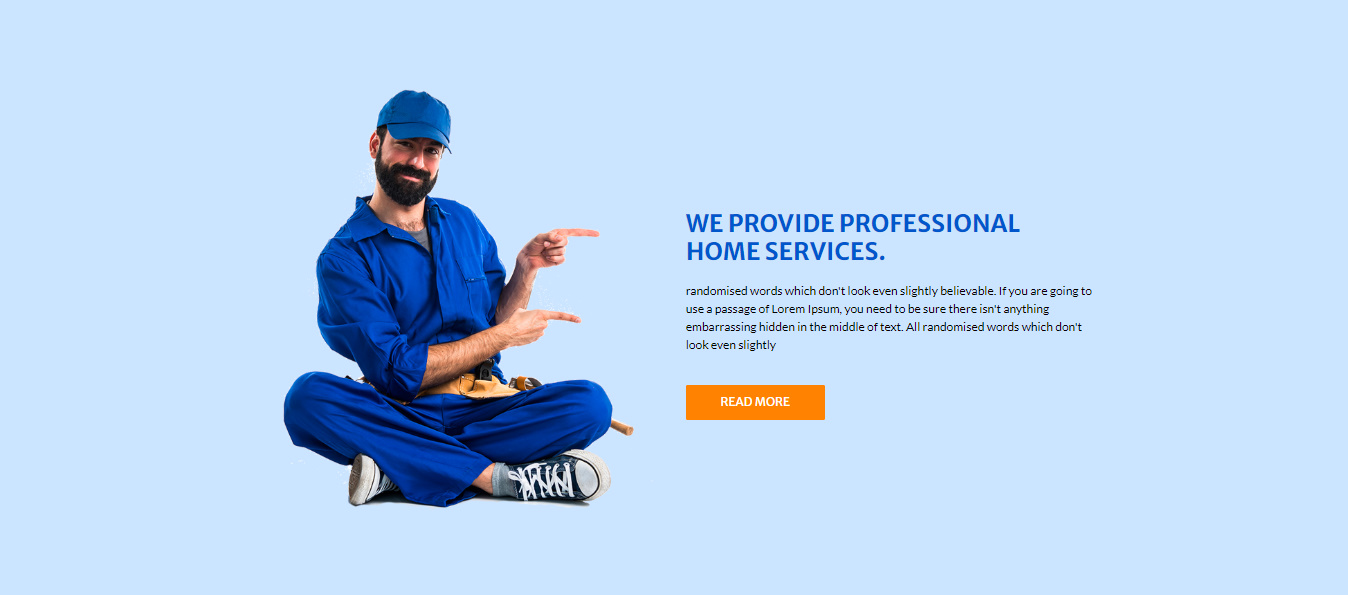 WE PROVIDE PROFESSIONAL
HOME SERVICES.
randomised words which don't look even slightly believable. If you are going to
use a passage of Lorem Ipsum, you need to be sure there isn't anything
embarrassing hidden in the middle of text. All randomised words which don't
look even slightly
READ MORE